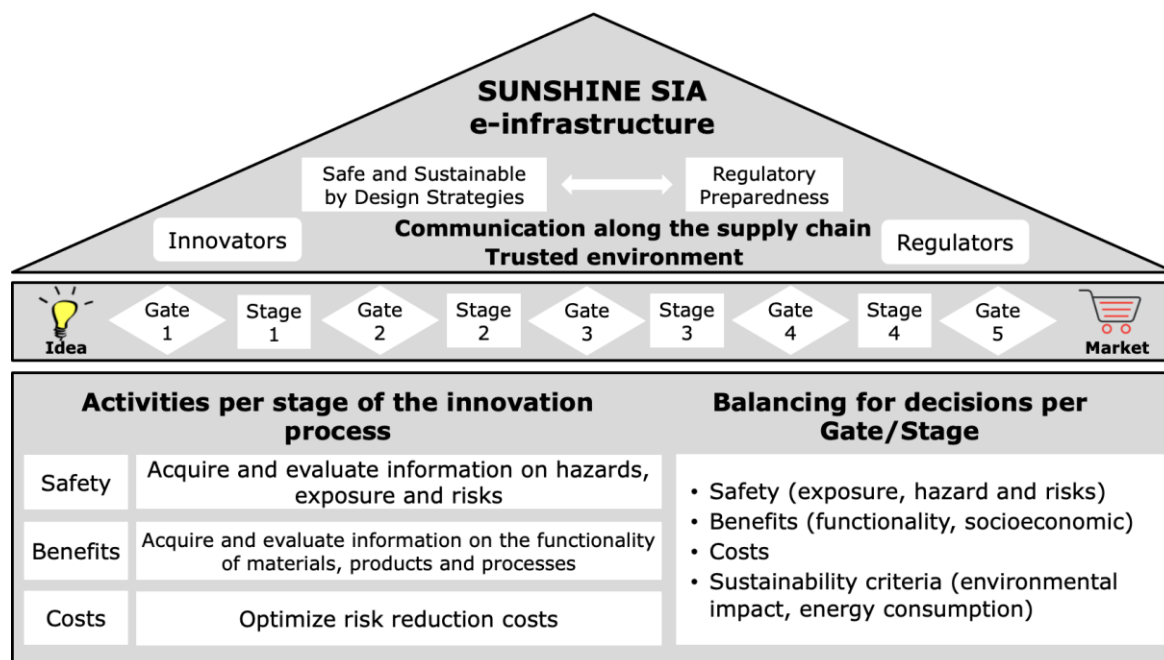 SUNSHINE SIA
e-infrastructure
Safe and Sustainable
by Design Strategies
Regulatory
Preparedness
Innovators
Communication along the supply chain
Trusted environment
Regulators
Idea
Gate
1
Stage
1
Gate
2
Stage
2
Gate
3
Stage
3
Gate
4
Stage
4
Gate
5
Market
Activities per stage of the innovation
process
Safety
Acquire and evaluate information on hazards,
exposure and risks
Benefits
Acquire and evaluate information on the functionality
of materials, products and processes
Costs
Optimize risk reduction costs
Balancing for decisions per
Gate/Stage
• Safety (exposure, hazard and risks)
• Benefits (functionality, socioeconomic)
• Costs
• Sustainability criteria (environmental
impact, energy consumption)